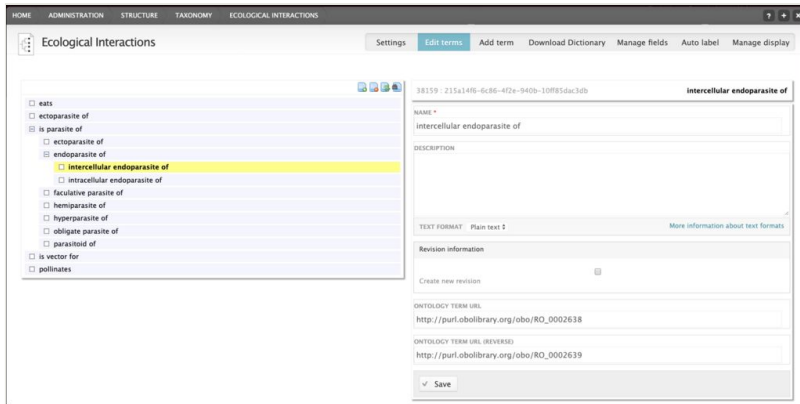 HOME ADMINISTRATION STRUCTURE TAXONOMY ECOLOGICAL INTERACTIONS ? + x
Ecological Interactions Settings Edit terms Add term Download Dictionary Manage fields Auto label Manage display
eats
ectoparasite of
is parasite of
ectoparasite of
endoparasite of
intercellular endoparasite of
intracellular endoparasite of
faculative parasite of
hemiparasite of
hyperparasite of
obligate parasite of
parasitoid of
is vector for
pollinates
38159 : 215a14f6-6c86-4f2e-940b-10ff85dac3db intercellular endoparasite of
NAME *
intercellular endoparasite of
DESCRIPTION
TEXT FORMAT Plain text More information about text formats
Revision information
Create new revision
ONTOLOGY TERM URL
http://purl.obolibrary.org/obo/RO_0002638
ONTOLOGY TERM URL (REVERSE)
http://purl.obolibrary.org/obo/RO_0002639
Save